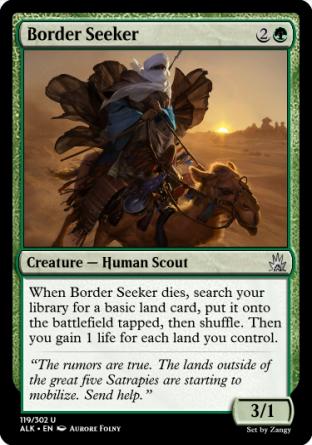 Border Seeker 2
Creature — Human Scout
When Border Seeker dies, search your
library for a basic land card, put it onto
the battlefield tapped, then shuffle. Then
you gain 1 life for each land you control.
“The rumors are true. The lands outside of
the great five Satrapies are starting to
mobilize. Send help.”
3/1
119/302 U
ALK • EN Aurore Folny
Set by Zangy